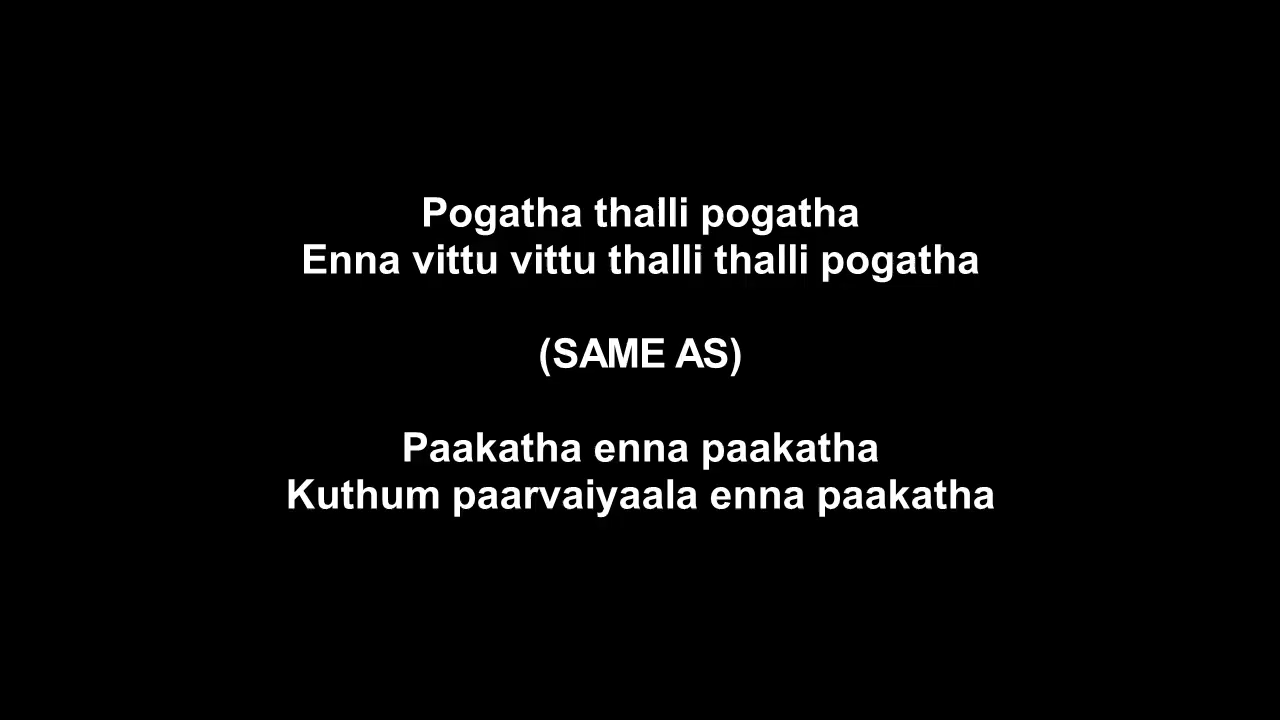 Pogatha thalli pogatha
Enna vittu vittu thalli thalli pogatha
(SAME AS)
Paakatha enna paakatha
Kuthum paarvaiyaala enna paakatha